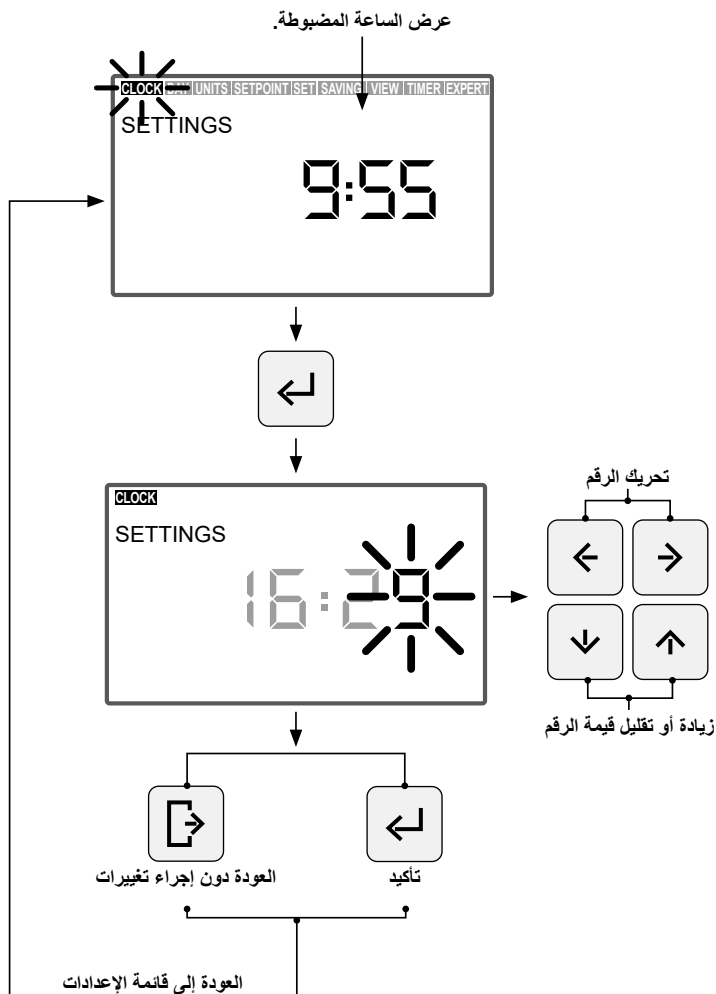 عرض الساعة المضبوطة.
CLOCK DAY UNITS SETPOINT SET SAVING VIEW TIMER EXPERT
SETTINGS
9:55
CLOCK
SETTINGS
16:29
تحريك الرقم
زيادة أو تقليل قيمة الرقم
العودة دون إجراء تغييرات
تأكيد
العودة إلى قائمة الإعدادات